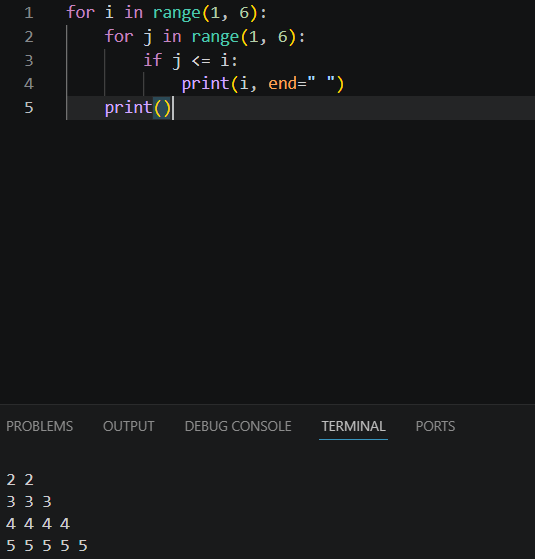 1 for i in range(1, 6):
2     for j in range(1, 6):
3         if j <= i:
4             print(i, end=" ")
5     print()
PROBLEMS OUTPUT DEBUG CONSOLE TERMINAL PORTS
2 2
3 3 3
4 4 4 4
5 5 5 5 5